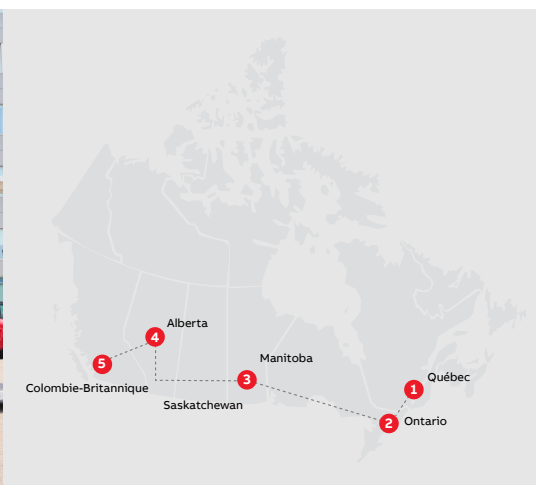 Alberta
4
Manitoba
5
Québec
3
Colombie-Britannique
1
Saskatchewan
2
Ontario